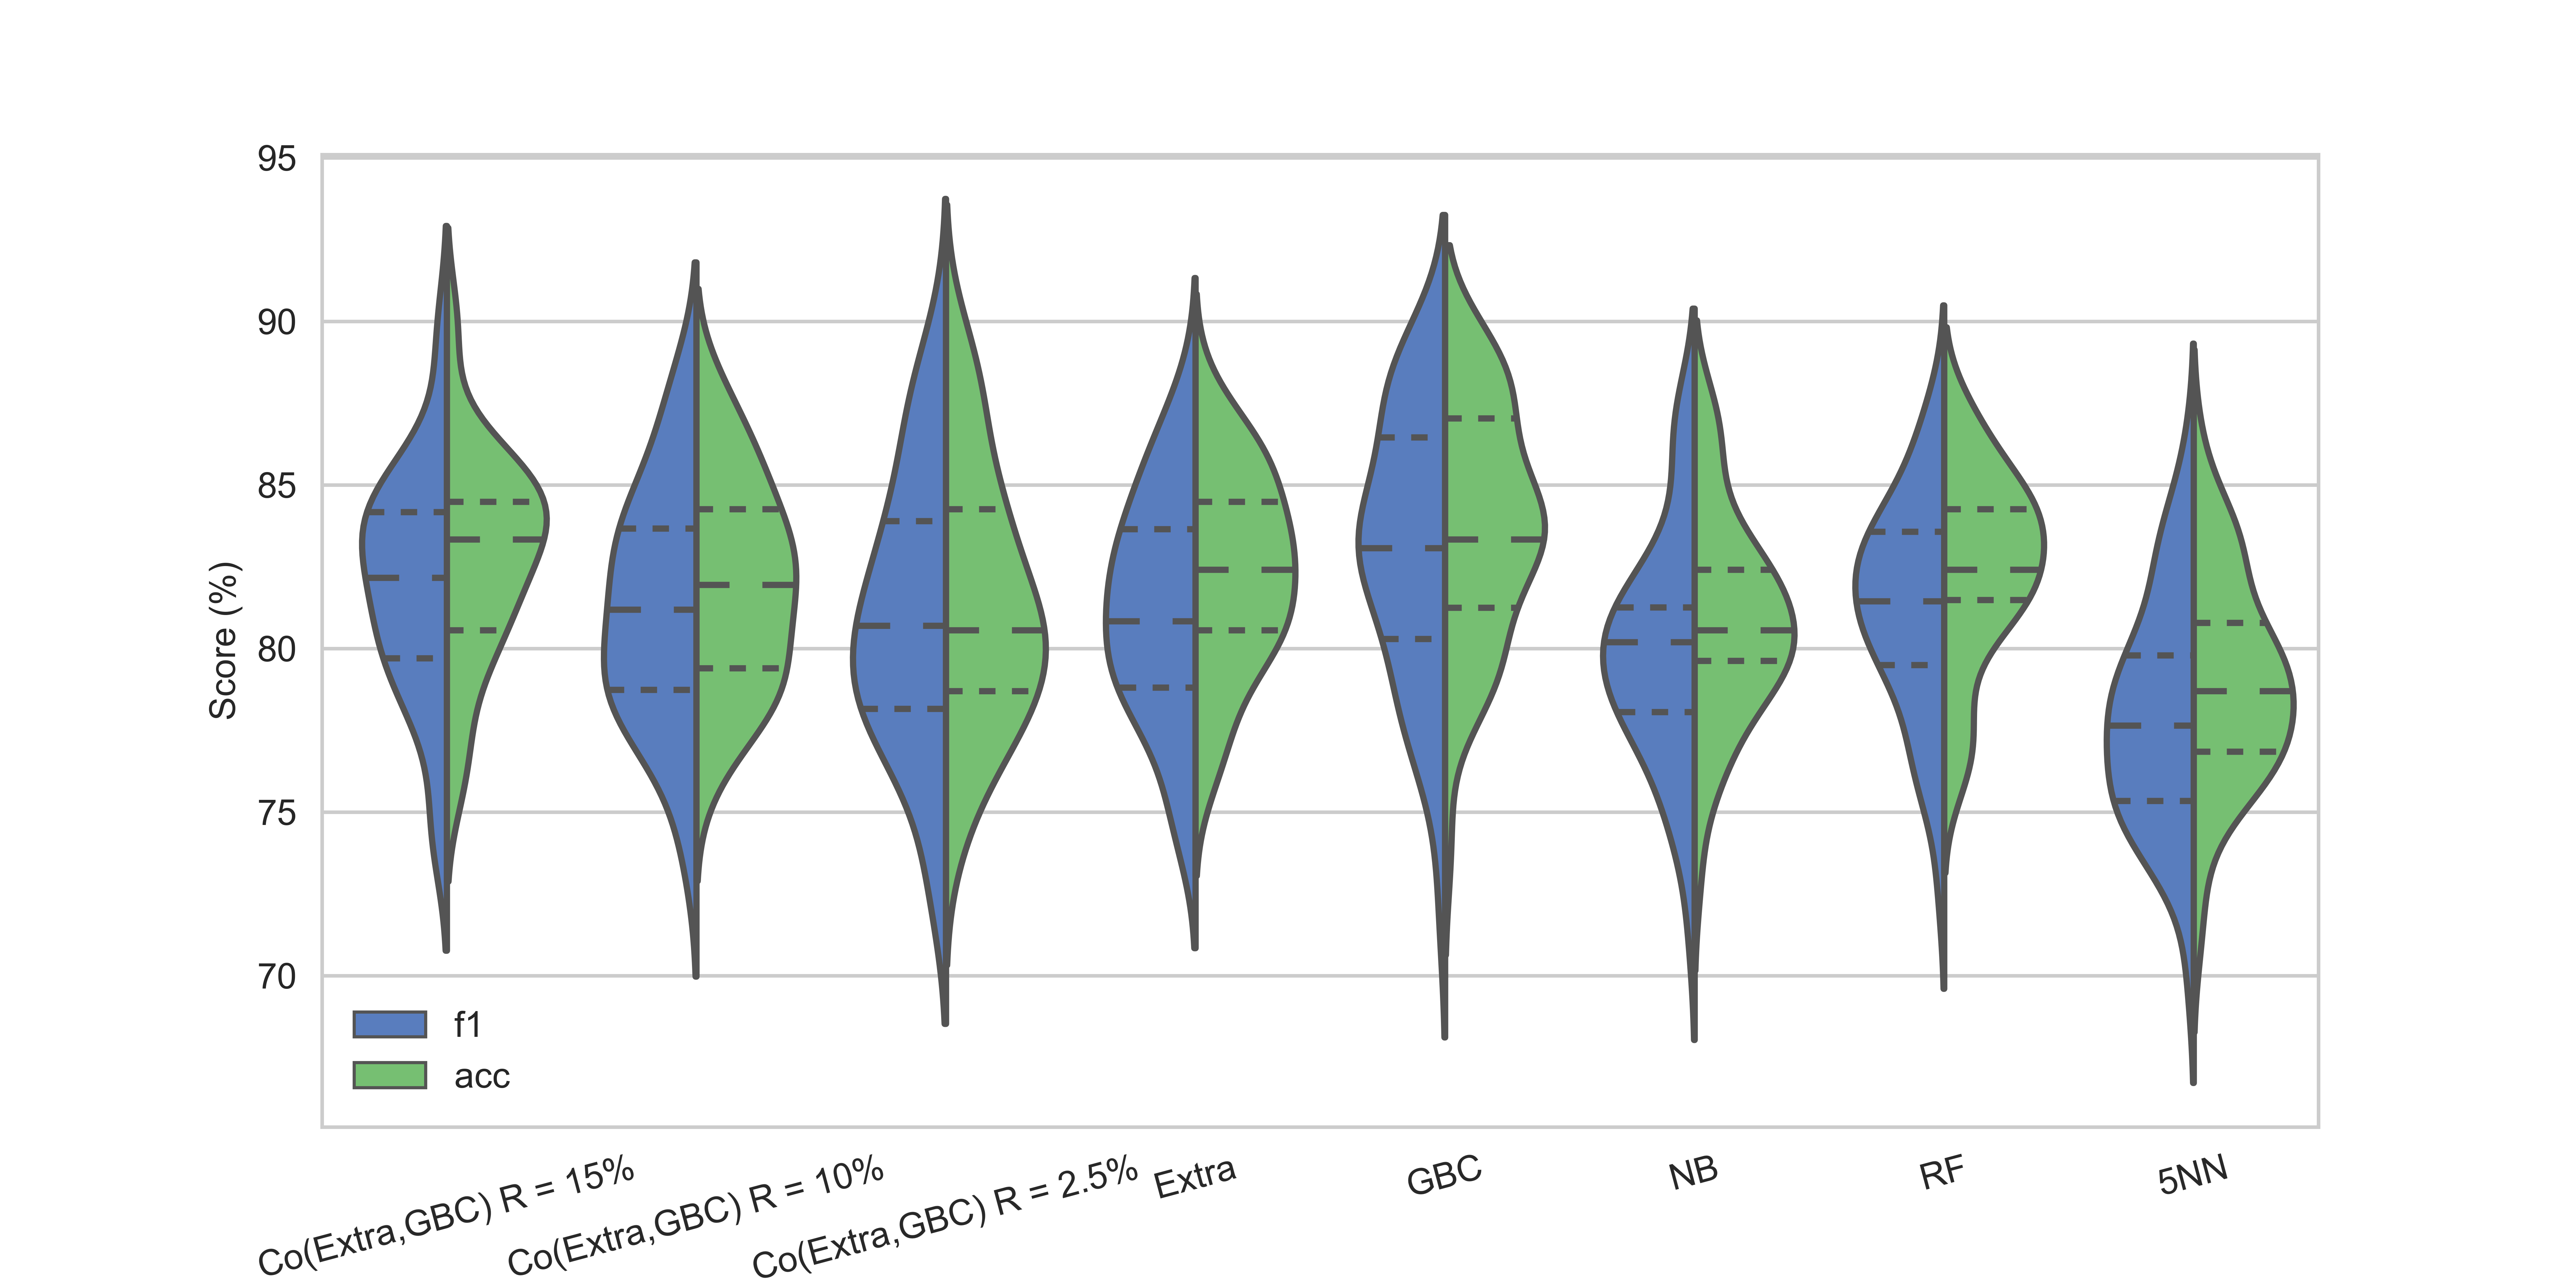 95
90
85
80
75
70
Score (%)
f1
acc
Co(Extra,GBC) R = 15%
Co(Extra,GBC) R = 10%
Co(Extra,GBC) R = 2.5%
Extra
GBC
NB
RF
5NN